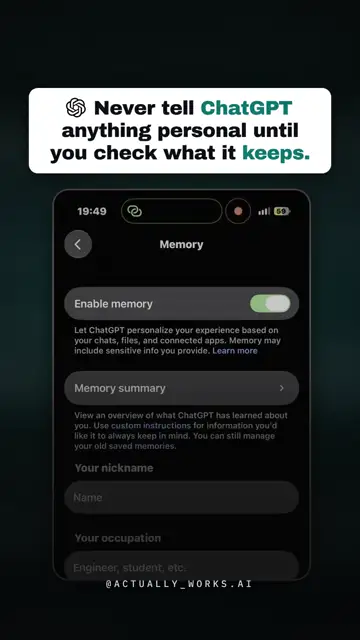 Never tell ChatGPT
anything personal until
you check what it keeps.
19:49
59
Memory
Enable memory
Let ChatGPT personalize your experience based on
your chats, files, and connected apps. Memory may
include sensitive info you provide. Learn more
Memory summary
View an overview of what ChatGPT has learned about
you. Use custom instructions for information you'd
like it to always keep in mind. You can still manage
your old saved memories.
Your nickname
Name
Your occupation
Engineer, student, etc.
@ACTUALLY_WORKS.AI